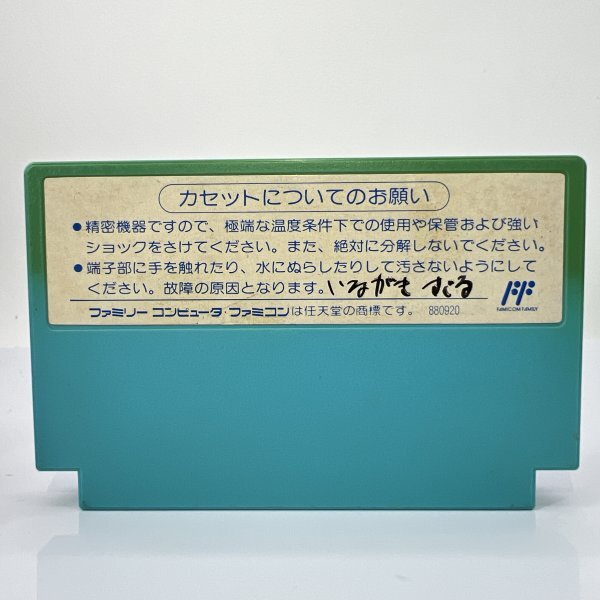 カセットについてのお願い
●精密機器ですので、極端な温度条件下での使用や保管および強い
ショックをさけてください。また、絶対に分解しないでください。
●端子部に手を触れたり、水にぬらしたりして汚さないようにして
ください。故障の原因となります。いながき
ファミリー コンピュータ・ファミコンは任天堂の商標です。 880920
FAMICOM FAMILY